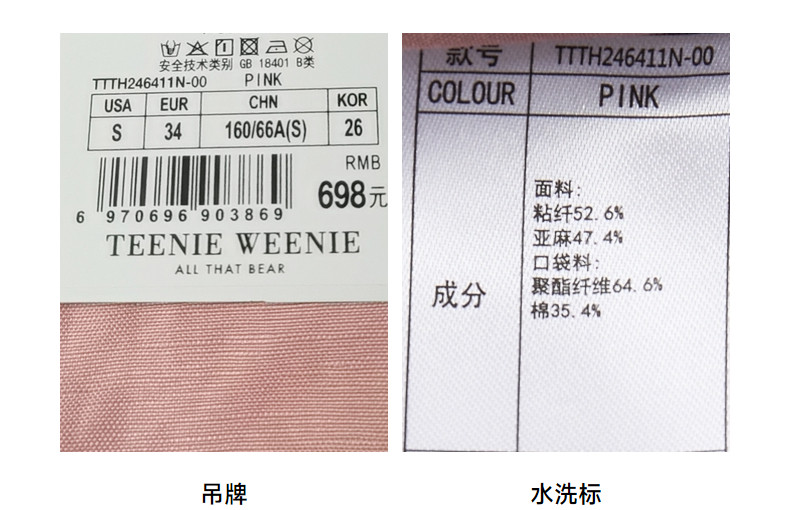 安全技术类别 GB 18401 B类
TTTH246411N-00 PINK
USA EUR CHN KOR
S 34 160/66A(S) 26
RMB
698元
6 970696 903869
TEENIE WEENIE
ALL THAT BEAR
吊牌
款号 TTTH246411N-00
COLOUR PINK
成分
面料:
粘纤52.6%
亚麻47.4%
口袋料:
聚酯纤维64.6%
棉35.4%
水洗标